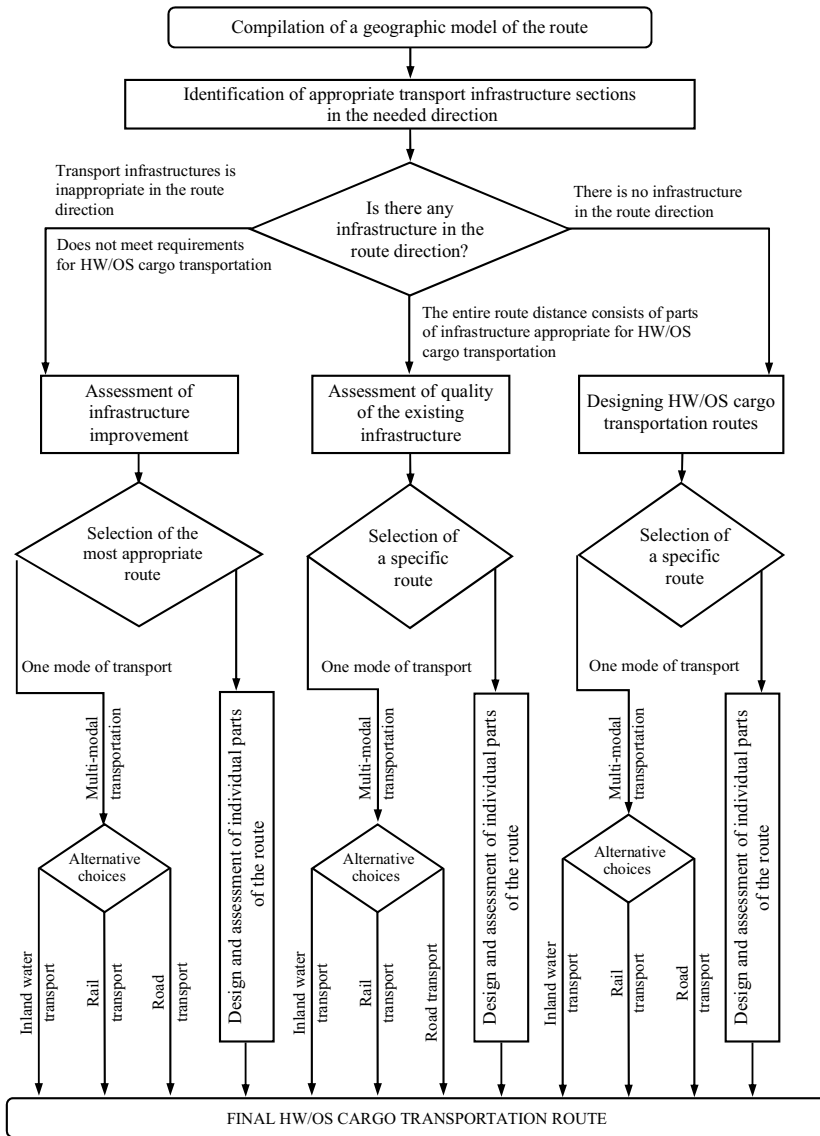 Compilation of a geographic model of the route
Identification of appropriate transport infrastructure sections
in the needed direction
Transport infrastructures is
inappropriate in the route
direction
Does not meet requirements
for HW/OS cargo transportation
Is there any
infrastructure in the
route direction?
There is no infrastructure
in the route direction
The entire route distance consists of parts
of infrastructure appropriate for HW/OS
cargo transportation
Assessment of
infrastructure
improvement
Assessment of quality
of the existing
infrastructure
Designing HW/OS cargo
transportation routes
Selection of the
most appropriate
route
Selection of
a specific
route
Selection of
a specific
route
One mode of transport
One mode of transport
One mode of transport
Multi-modal
transportation
Design and assessment of individual parts
of the route
Multi-modal
transportation
Design and assessment of individual parts
of the route
Multi-modal
transportation
Design and assessment of individual parts
of the route
Alternative
choices
Alternative
choices
Alternative
choices
Inland water
transport
Rail
transport
Road
transport
Inland water
transport
Rail
transport
Road transport
Inland water
transport
Rail
transport
Road
transport
FINAL HW/OS CARGO TRANSPORTATION ROUTE